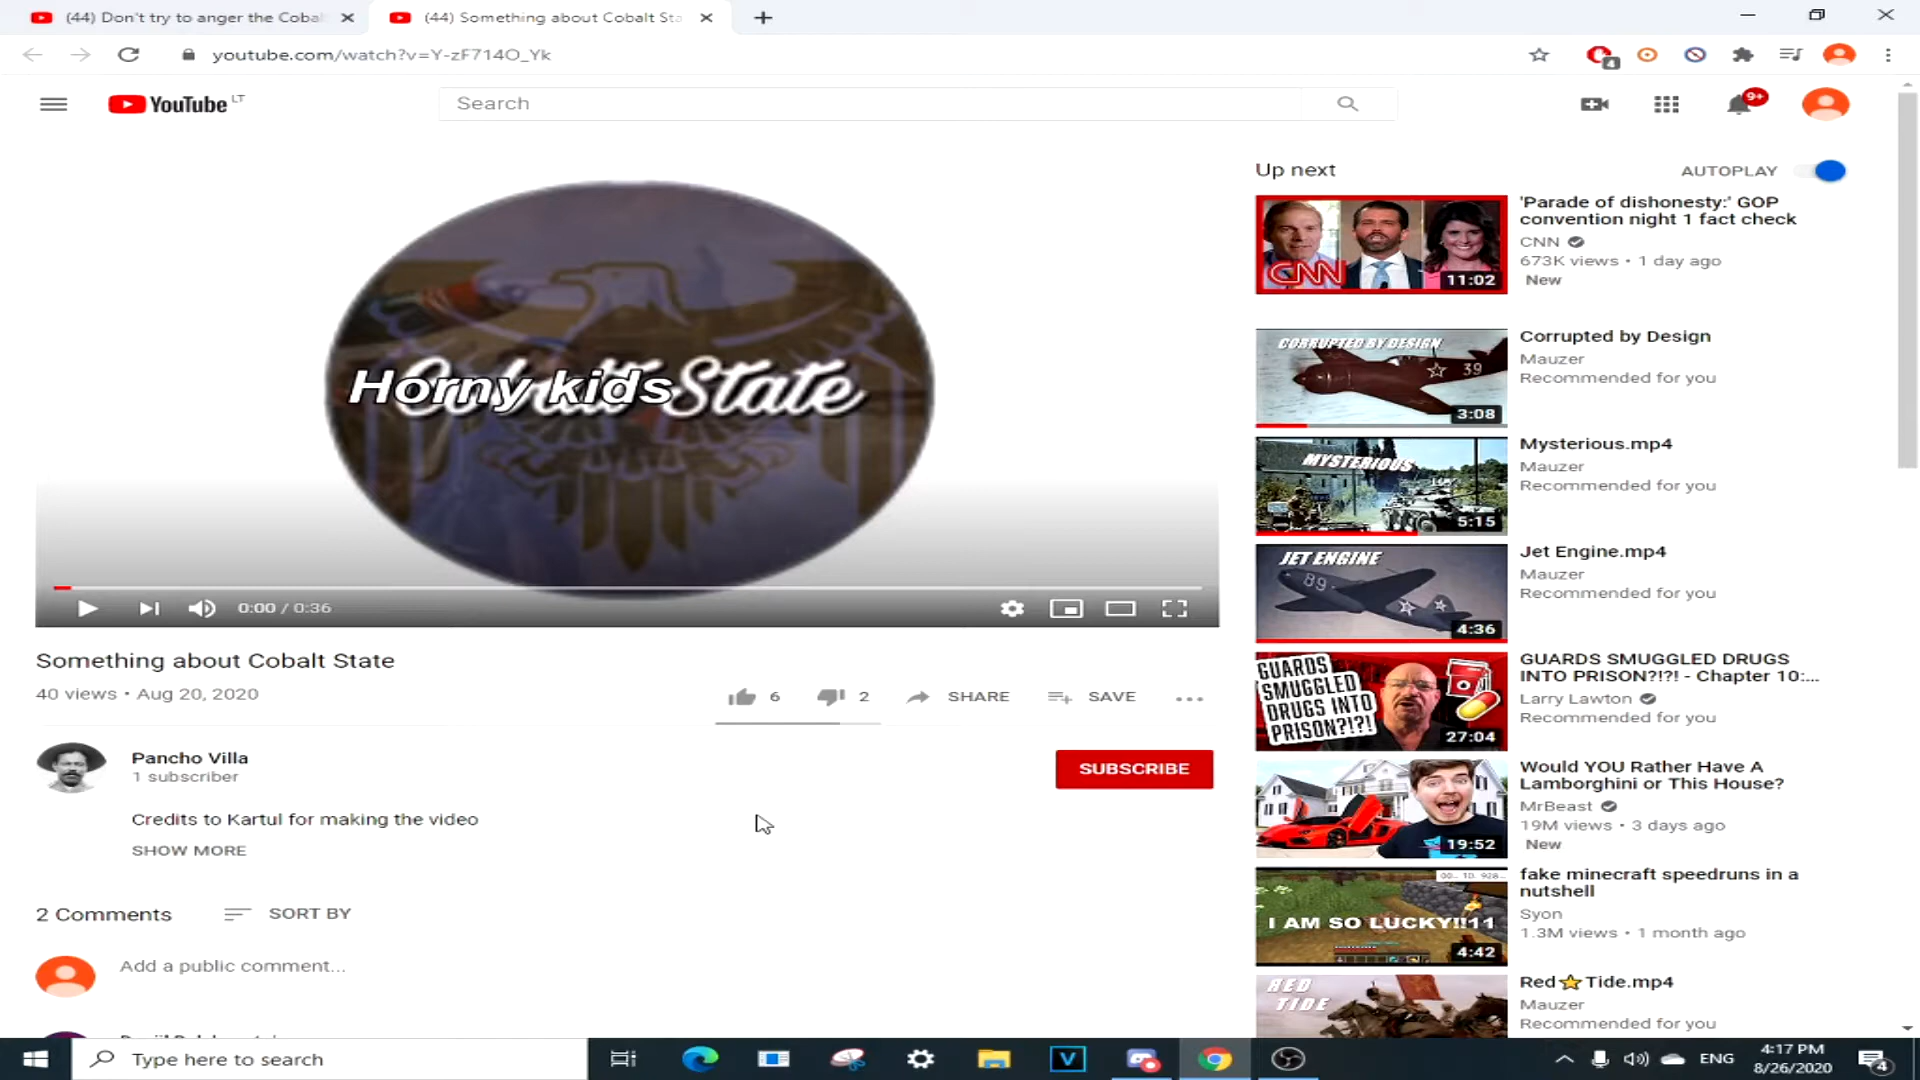 (44) Don't try to anger the Cobal
(44) Something about Cobalt Sta
youtube.com/watch?v=Y-zF714O_Yk
4
YouTube LT
Search
9+
Horny kids
State
0:00 / 0:36
Something about Cobalt State
40 views • Aug 20, 2020
6
2
SHARE
SAVE
Pancho Villa
1 subscriber
SUBSCRIBE
Credits to Kartul for making the video
SHOW MORE
2 Comments
SORT BY
Add a public comment...
Up next
AUTOPLAY
CNN
11:02
'Parade of dishonesty:' GOP
convention night 1 fact check
CNN
673K views • 1 day ago
New
CORRUPTED BY DESIGN
39
3:08
Corrupted by Design
Mauzer
Recommended for you
MYSTERIOUS
5:15
Mysterious.mp4
Mauzer
Recommended for you
JET ENGINE
89
4:36
Jet Engine.mp4
Mauzer
Recommended for you
GUARDS
SMUGGLED
DRUGS INTO
PRISON?!?!
27:04
GUARDS SMUGGLED DRUGS
INTO PRISON?!?! - Chapter 10:...
Larry Lawton
Recommended for you
19:52
Would YOU Rather Have A
Lamborghini or This House?
MrBeast
19M views • 3 days ago
New
I AM SO LUCKY!!11
4:42
fake minecraft speedruns in a
nutshell
Syon
1.3M views • 1 month ago
RED
TIDE
Red⭐Tide.mp4
Mauzer
Recommended for you
Type here to search
V
ENG
4:17 PM
8/26/2020
4